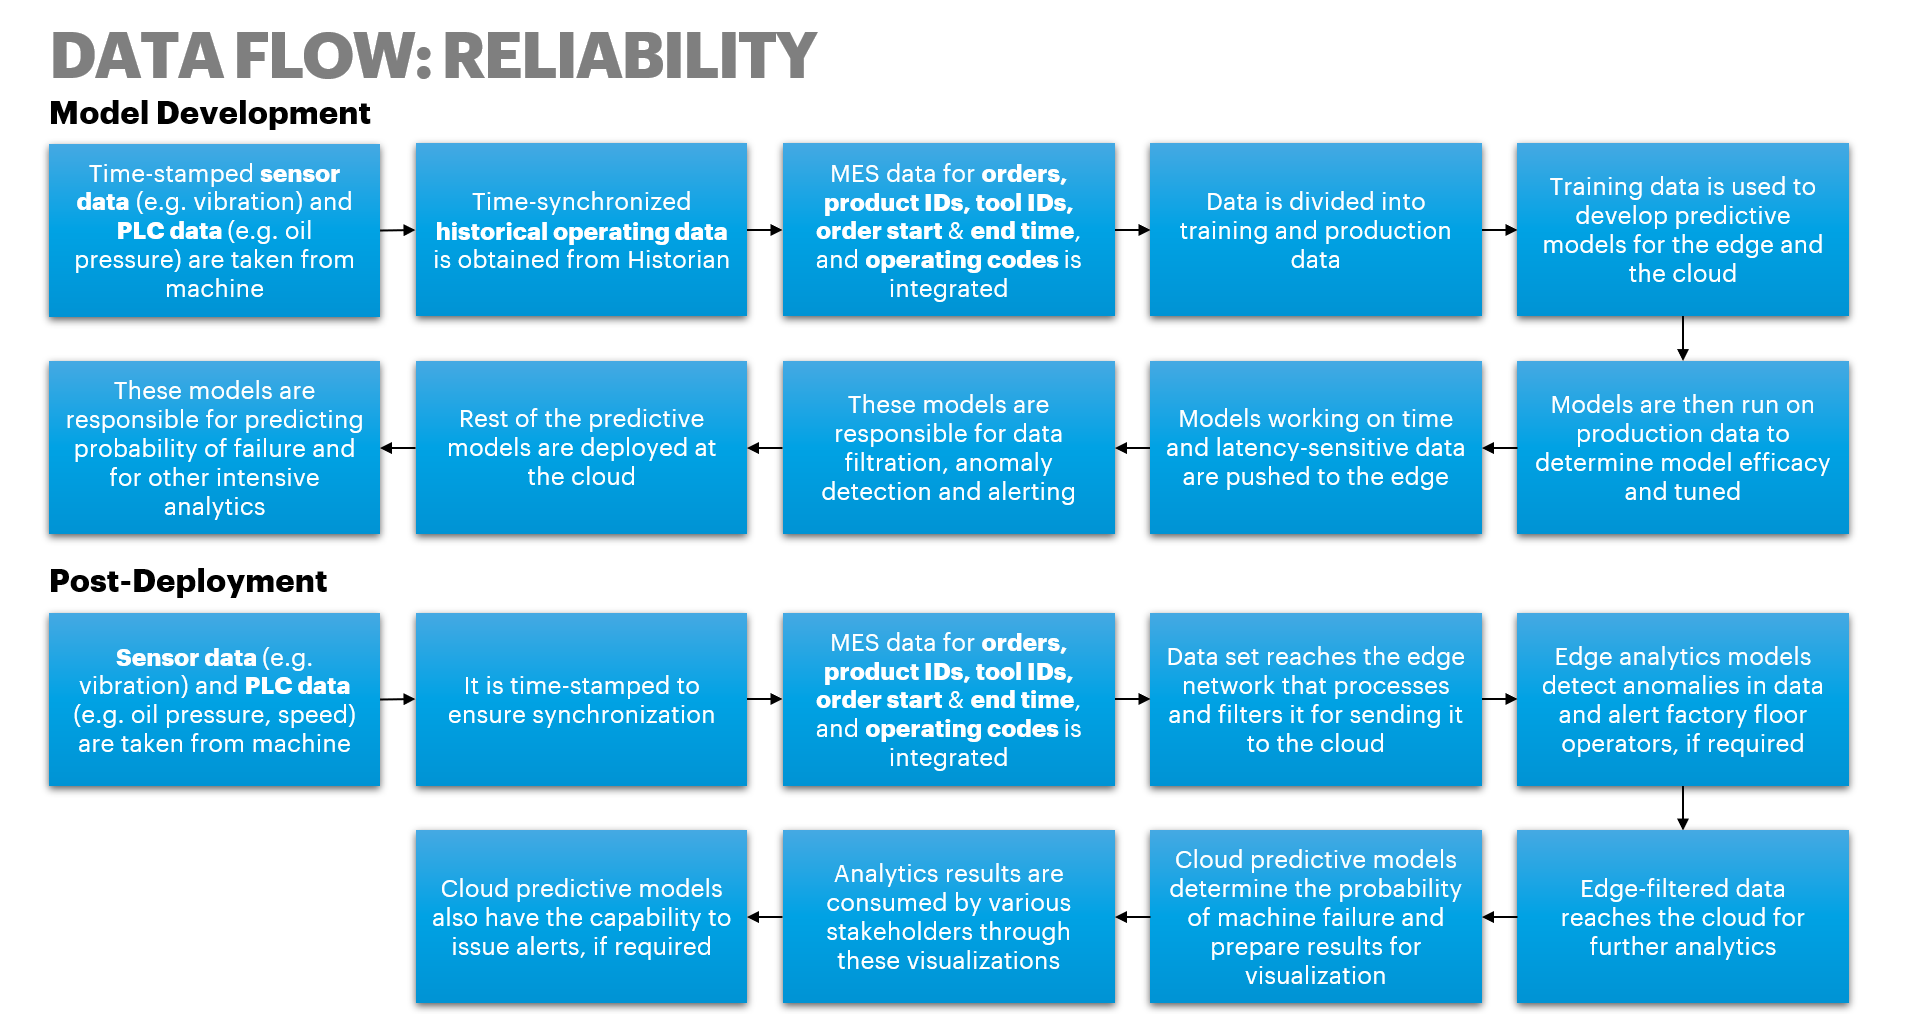 DATA FLOW: RELIABILITY
Model Development
Time-stamped sensor
data (e.g. vibration) and
PLC data (e.g. oil
pressure) are taken from
machine
Time-synchronized
historical operating data
is obtained from Historian
MES data for orders,
product IDs, tool IDs,
order start & end time,
and operating codes is
integrated
Data is divided into
training and production
data
Training data is used to
develop predictive
models for the edge and
the cloud
Models are then run on
production data to
determine model efficacy
and tuned
Models working on time
and latency-sensitive data
are pushed to the edge
These models are
responsible for data
filtration, anomaly
detection and alerting
Rest of the predictive
models are deployed at
the cloud
These models are
responsible for predicting
probability of failure and
for other intensive
analytics
Post-Deployment
Sensor data (e.g.
vibration) and PLC data
(e.g. oil pressure, speed)
are taken from machine
It is time-stamped to
ensure synchronization
MES data for orders,
product IDs, tool IDs,
order start & end time,
and operating codes is
integrated
Data set reaches the edge
network that processes
and filters it for sending it
to the cloud
Edge analytics models
detect anomalies in data
and alert factory floor
operators, if required
Edge-filtered data
reaches the cloud for
further analytics
Cloud predictive models
determine the probability
of machine failure and
prepare results for
visualization
Analytics results are
consumed by various
stakeholders through
these visualizations
Cloud predictive models
also have the capability to
issue alerts, if required